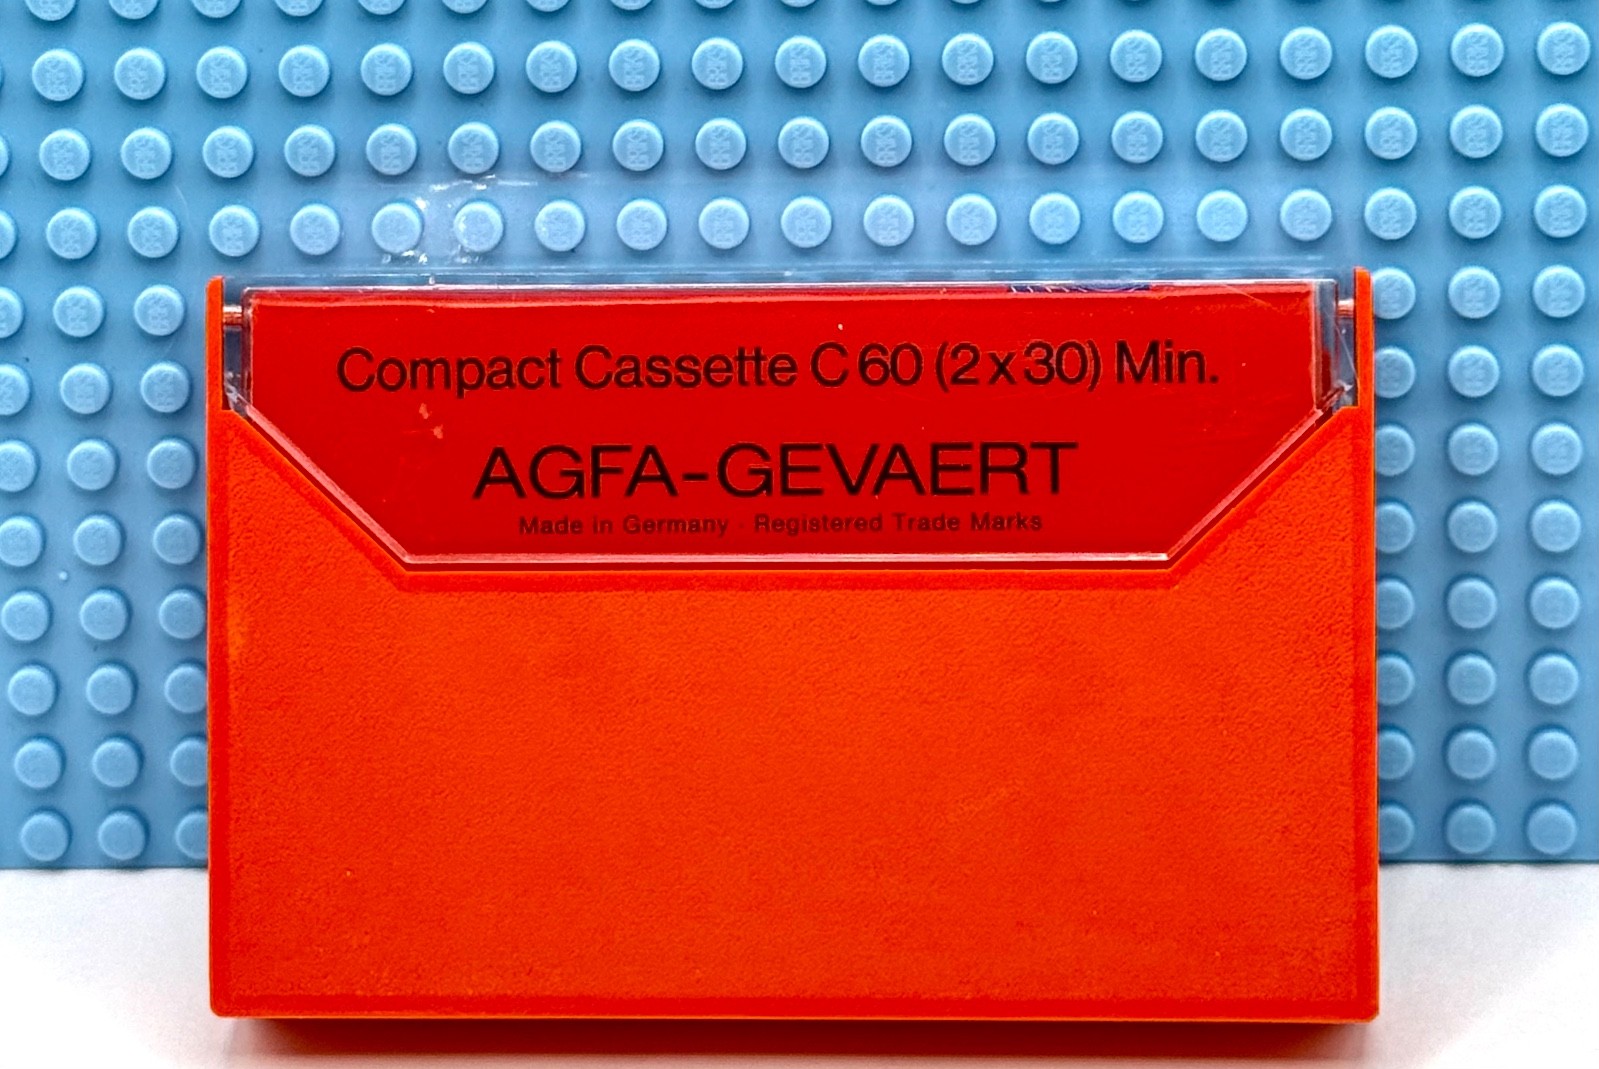 Compact Cassette C 60 (2 x 30) Min.
AGFA-GEVAERT
Made in Germany · Registered Trade Marks